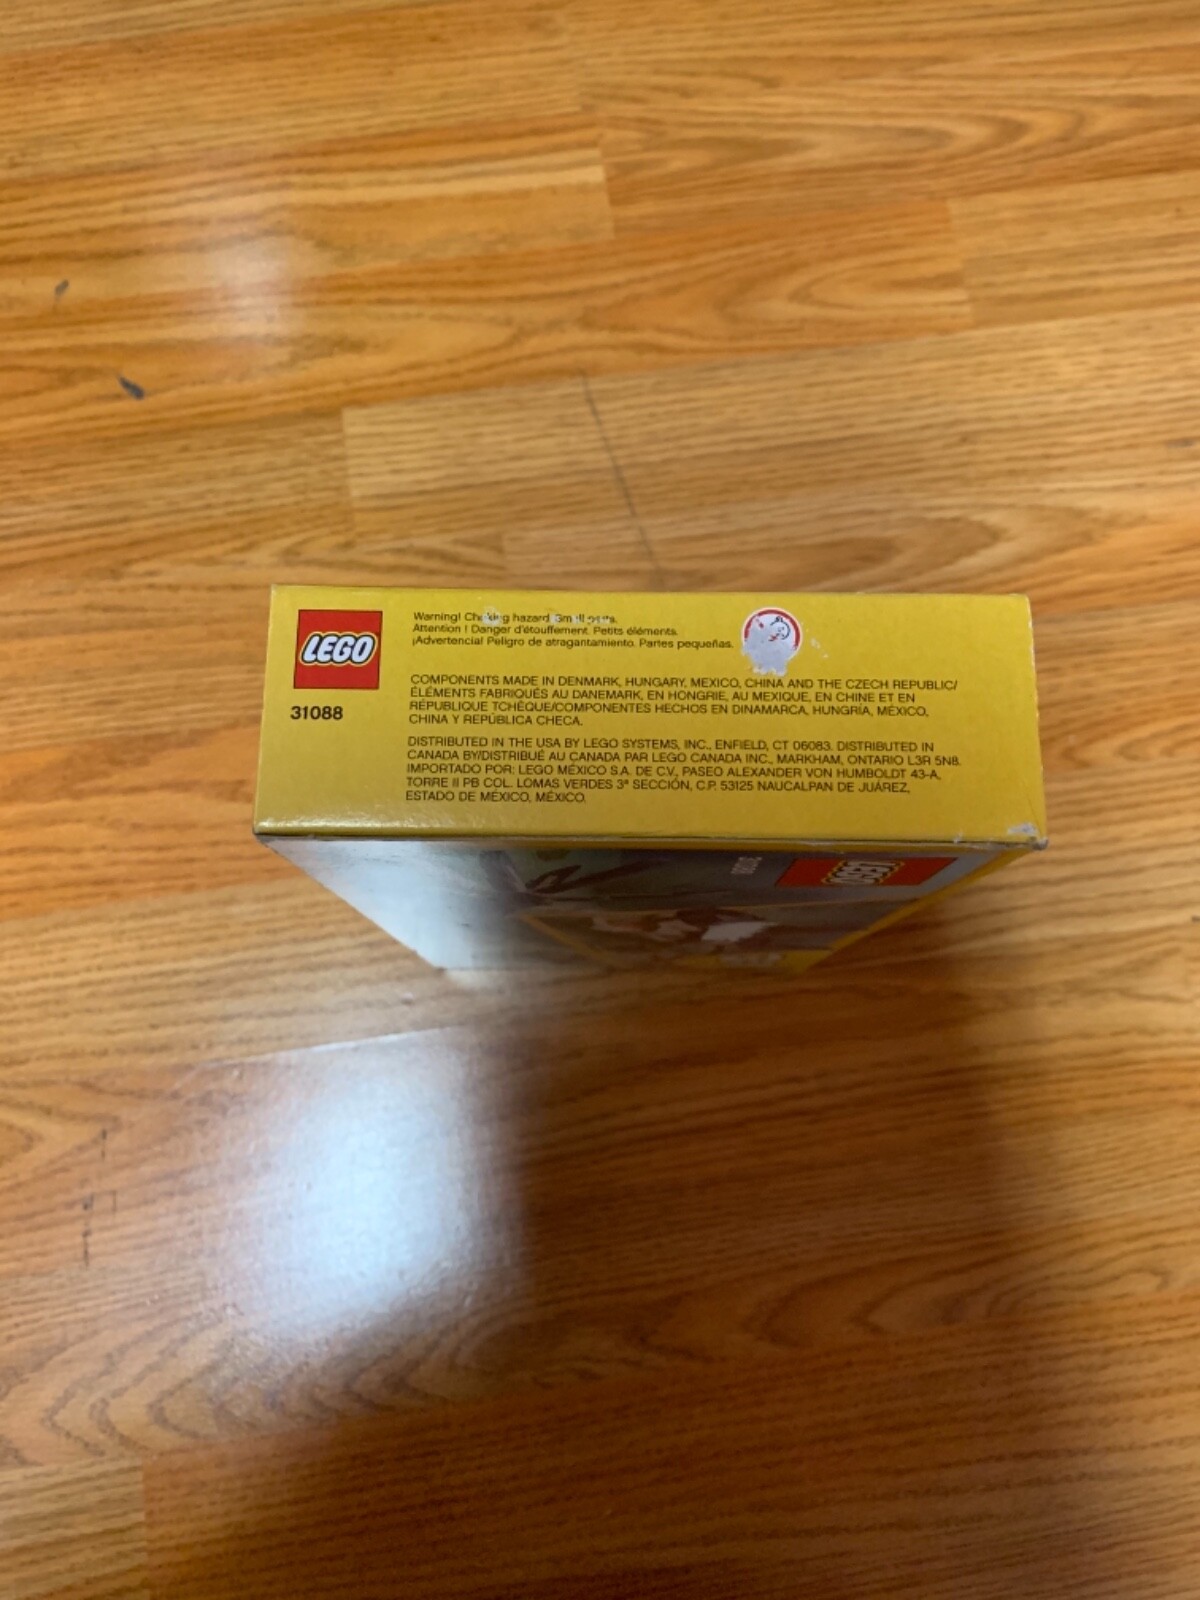 LEGO
31088
Warning! Choking hazard. Small parts.
Attention ! Danger d'étouffement. Petits éléments.
¡Advertencia! Peligro de atragantamiento. Partes pequeñas.
COMPONENTS MADE IN DENMARK, HUNGARY, MEXICO, CHINA AND THE CZECH REPUBLIC/
ÉLÉMENTS FABRIQUÉS AU DANEMARK, EN HONGRIE, AU MEXIQUE, EN CHINE ET EN
RÉPUBLIQUE TCHÈQUE/COMPONENTES HECHOS EN DINAMARCA, HUNGRÍA, MÉXICO,
CHINA Y REPÚBLICA CHECA.
DISTRIBUTED IN THE USA BY LEGO SYSTEMS, INC., ENFIELD, CT 06083. DISTRIBUTED IN
CANADA BY/DISTRIBUÉ AU CANADA PAR LEGO CANADA INC., MARKHAM, ONTARIO L3R 5N8.
IMPORTADO POR: LEGO MÉXICO S.A. DE C.V., PASEO ALEXANDER VON HUMBOLDT 43-A,
TORRE II PB COL. LOMAS VERDES 3ª SECCIÓN, C.P. 53125 NAUCALPAN DE JUÁREZ,
ESTADO DE MÉXICO, MÉXICO.
LEGO
31088